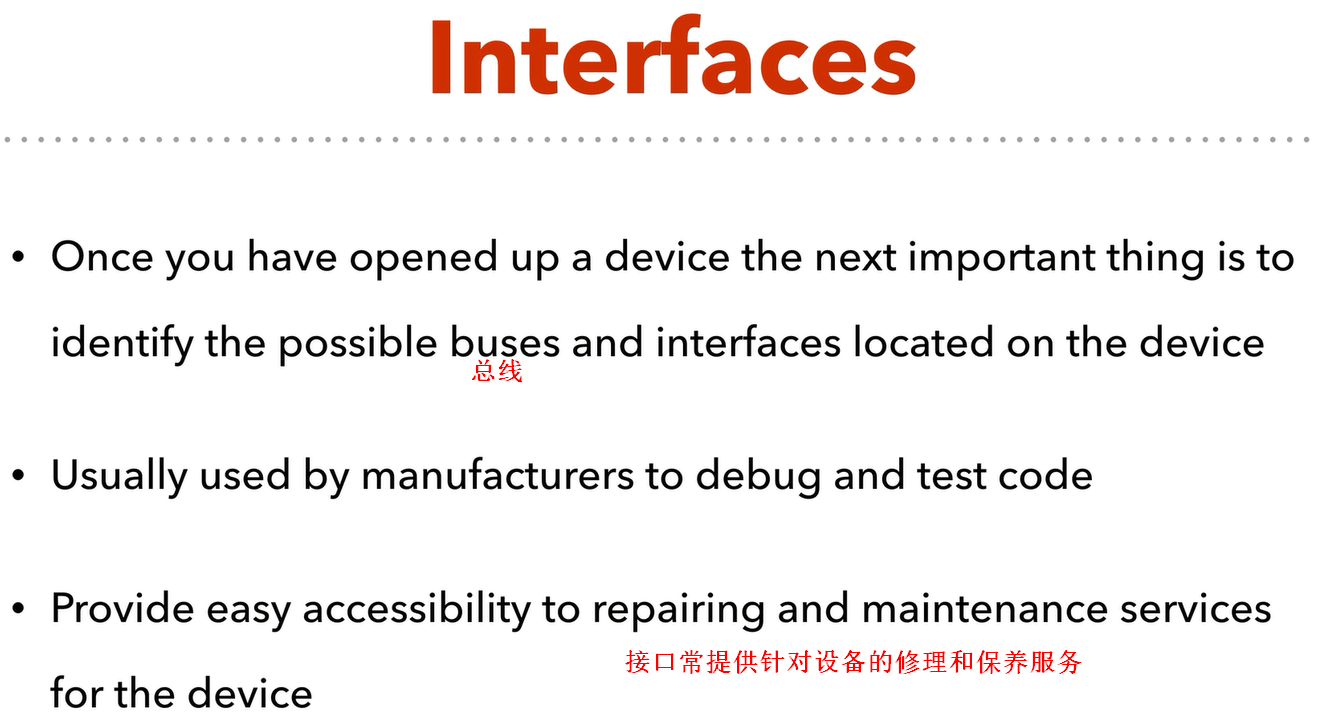 Interfaces
• Once you have opened up a device the next important thing is to
identify the possible buses and interfaces located on the device
总线
• Usually used by manufacturers to debug and test code
• Provide easy accessibility to repairing and maintenance services
接口常提供针对设备的修理和保养服务
for the device